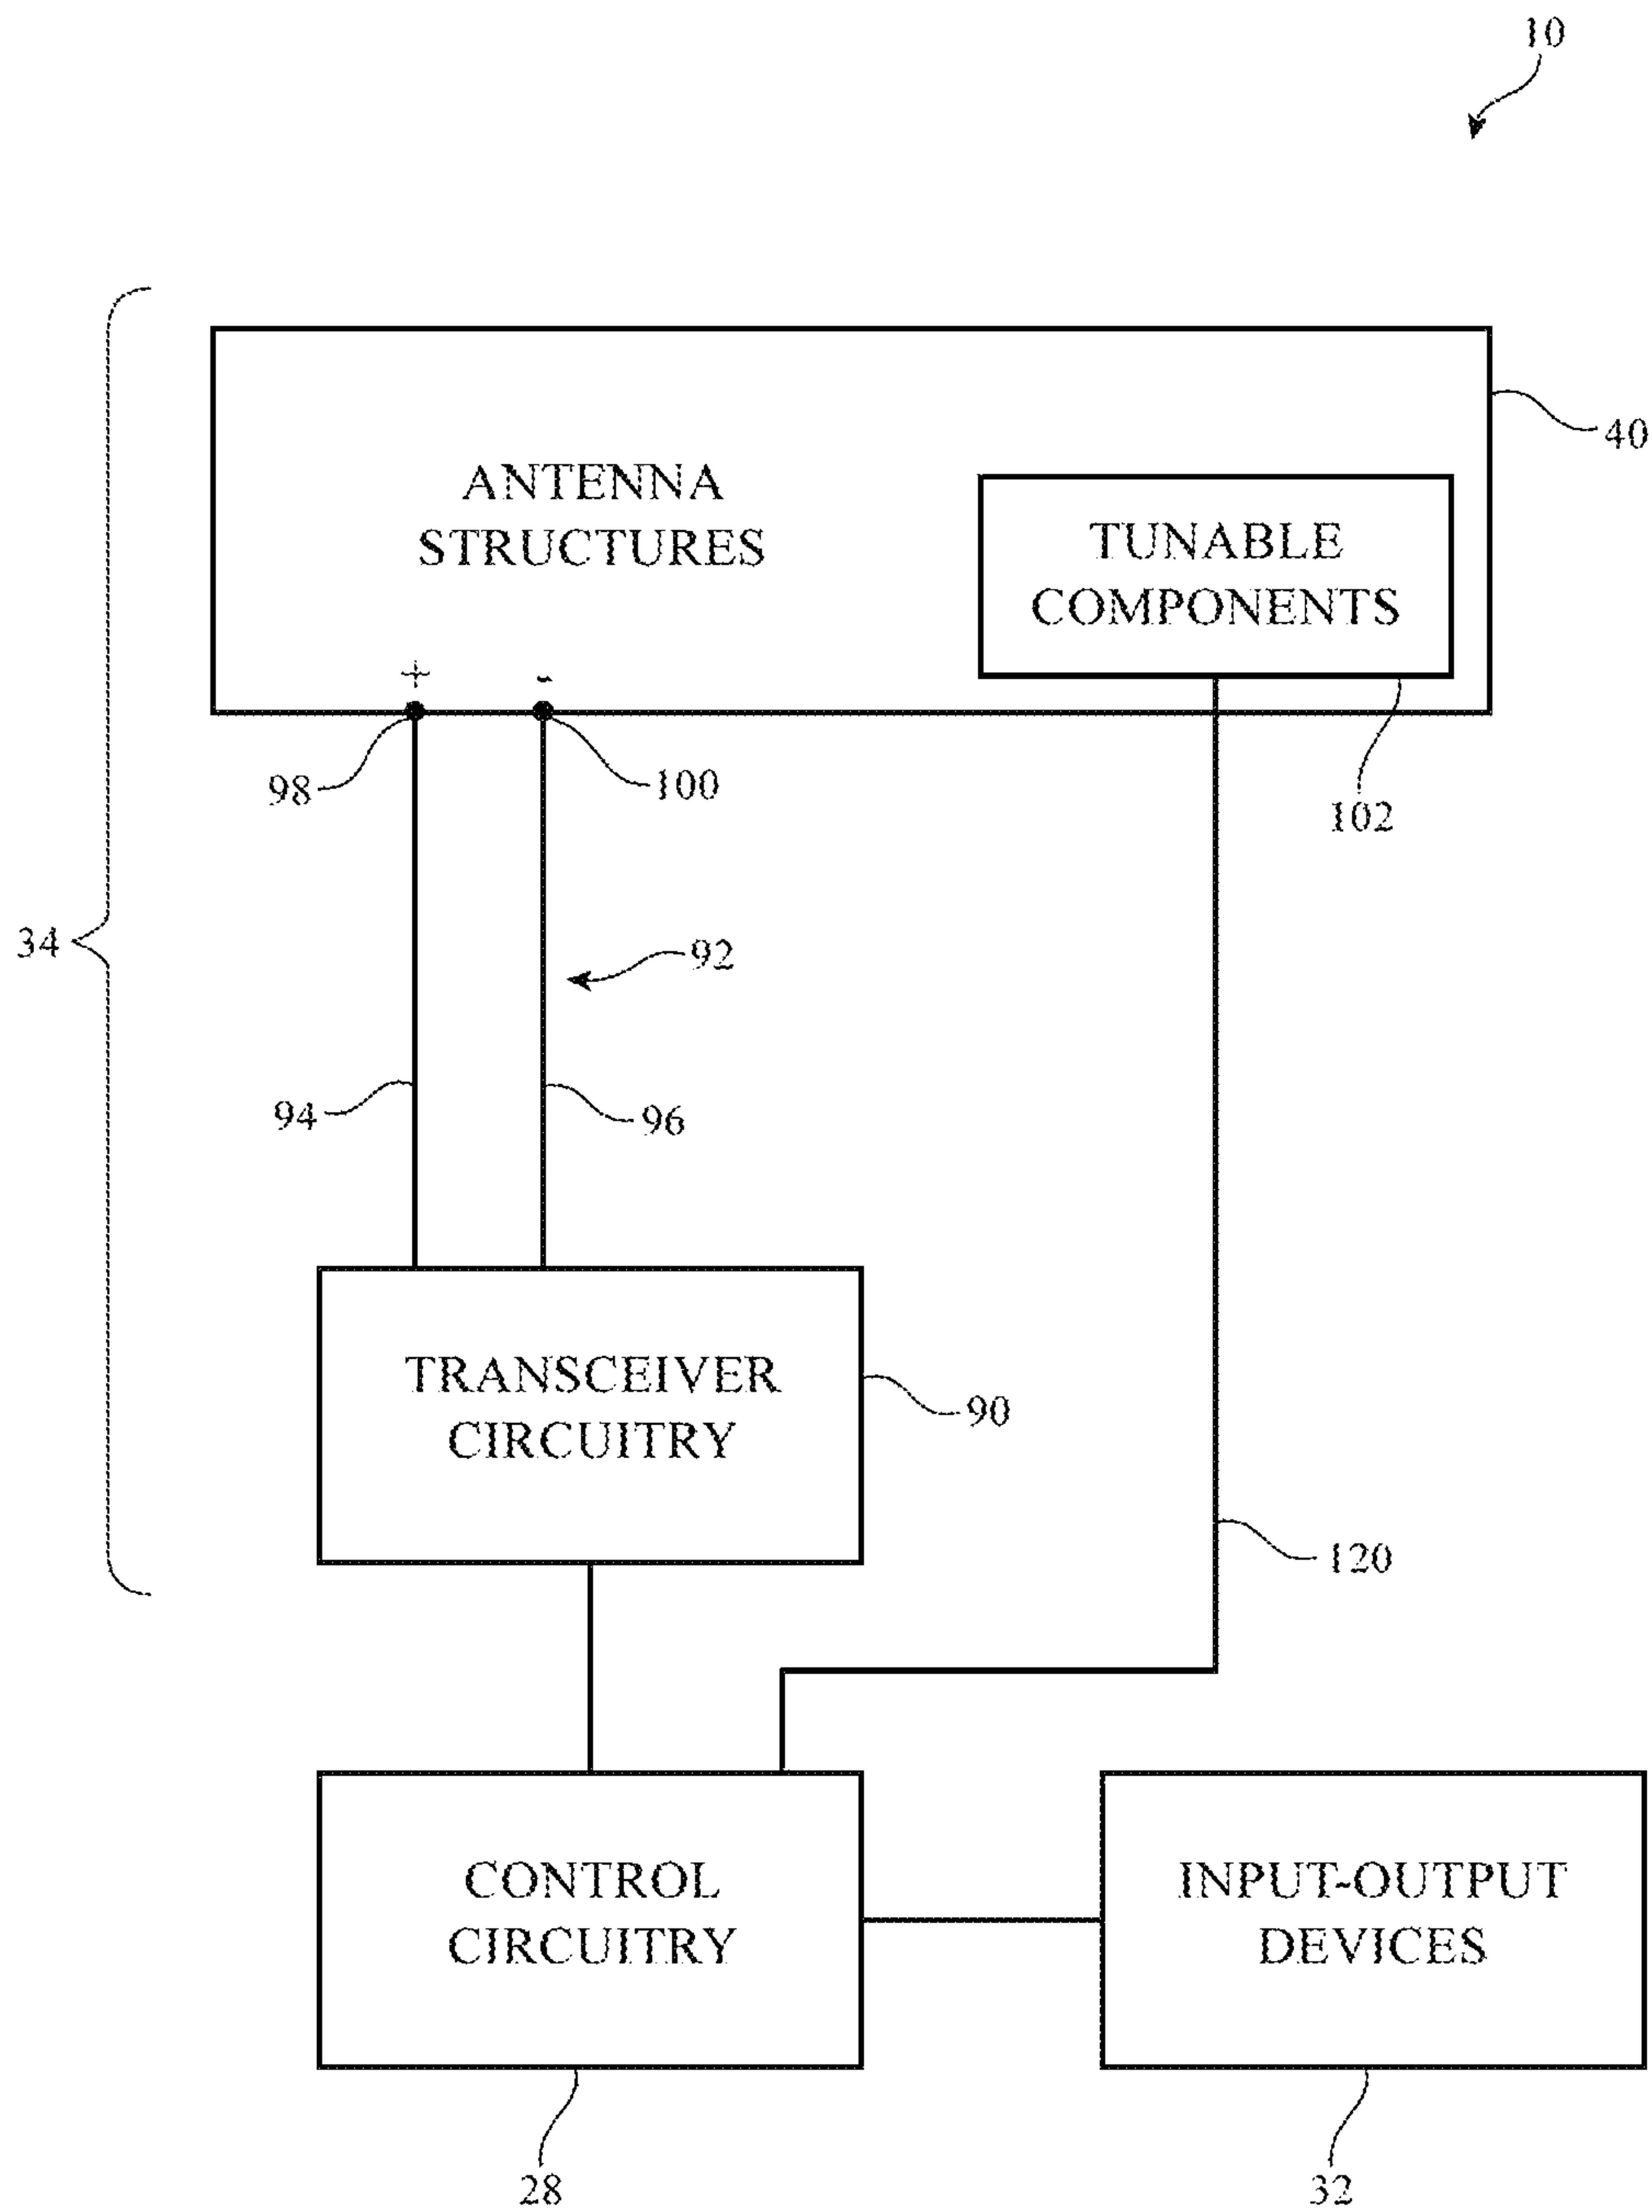 10
40
ANTENNA
STRUCTURES
TUNABLE
COMPONENTS
+
-
98
100
102
34
92
94
96
TRANSCEIVER
CIRCUITRY
90
120
CONTROL
CIRCUITRY
INPUT-OUTPUT
DEVICES
28
32